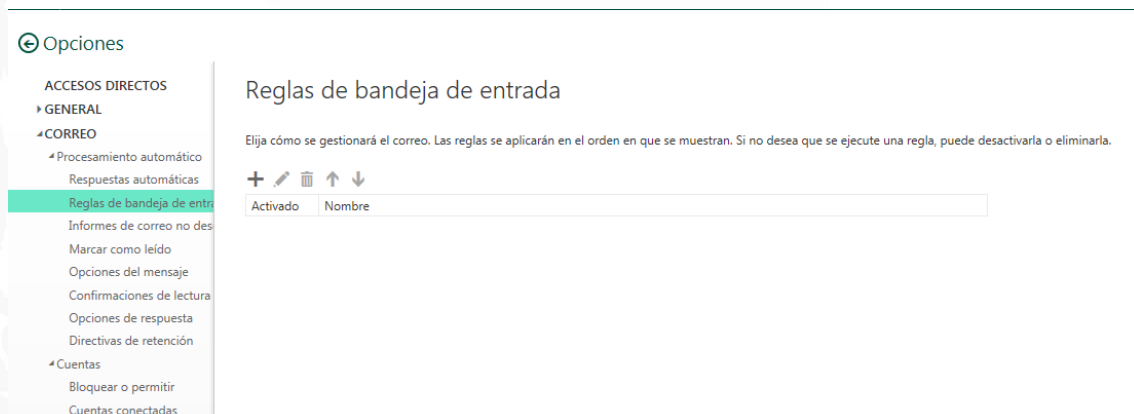 Opciones
ACCESOS DIRECTOS
GENERAL
CORREO
Procesamiento automático
Respuestas automáticas
Reglas de bandeja de entra
Informes de correo no des
Marcar como leído
Opciones del mensaje
Confirmaciones de lectura
Opciones de respuesta
Directivas de retención
Cuentas
Bloquear o permitir
Cuentas conectadas
Reglas de bandeja de entrada
Elija cómo se gestionará el correo. Las reglas se aplicarán en el orden en que se muestran. Si no desea que se ejecute una regla, puede desactivarla o eliminarla.
Activado Nombre